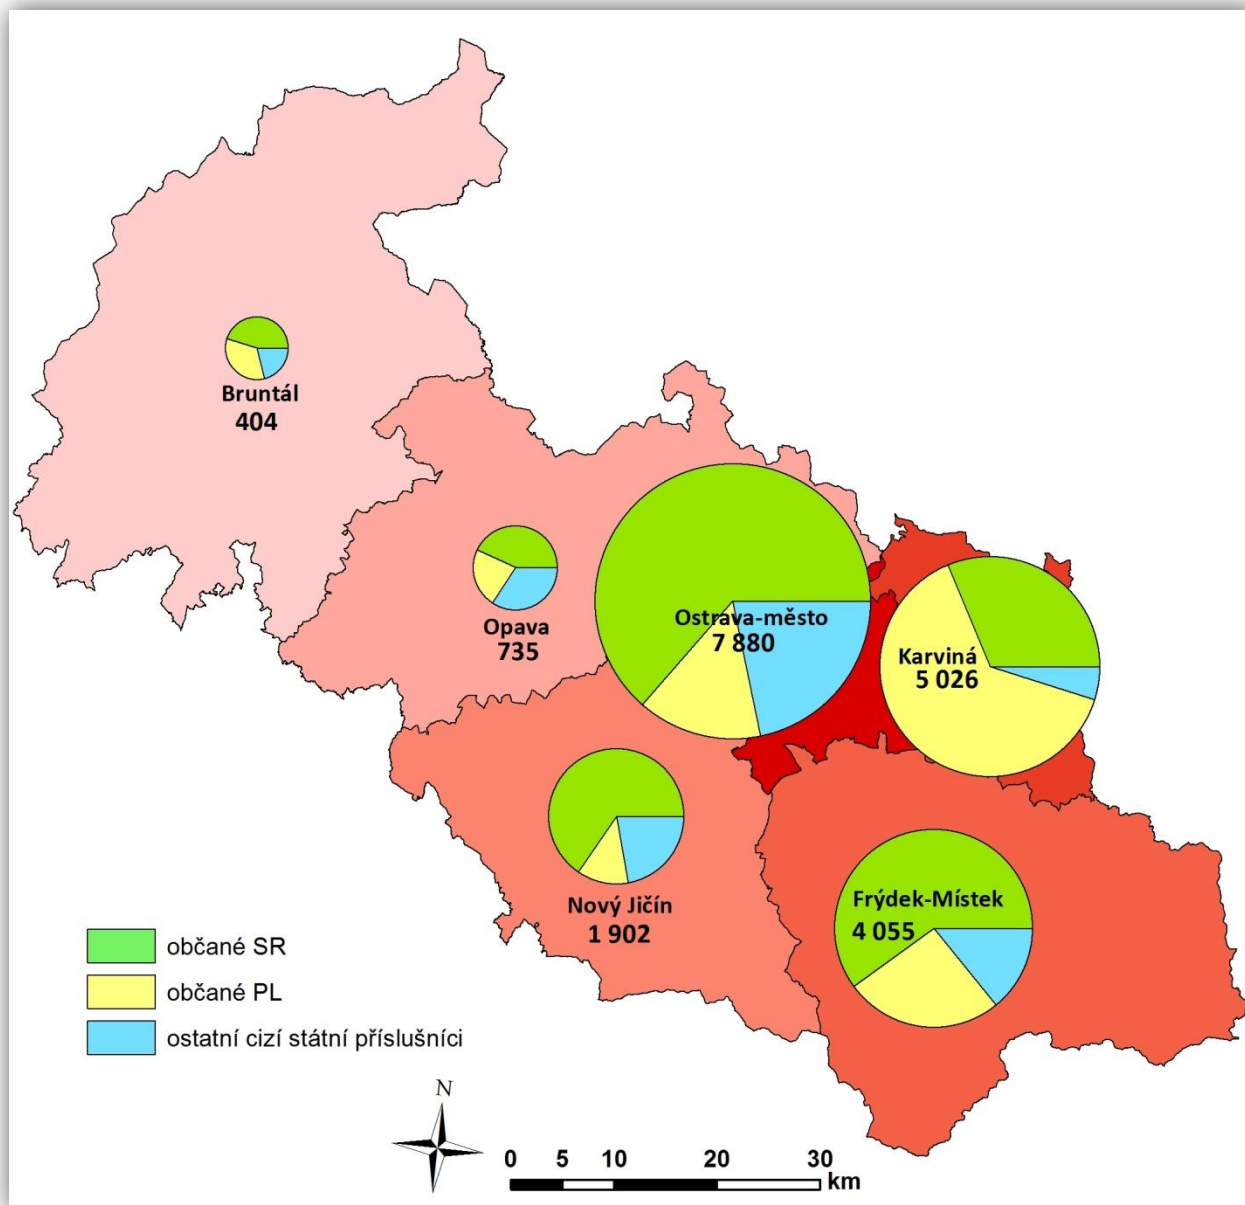 Bruntál
404
Opava
735
Ostrava-město
7 880
Karviná
5 026
Nový Jičín
1 902
Frýdek-Místek
4 055
občané SR
občané PL
ostatní cizí státní příslušníci
N
0 5 10 20 30
km